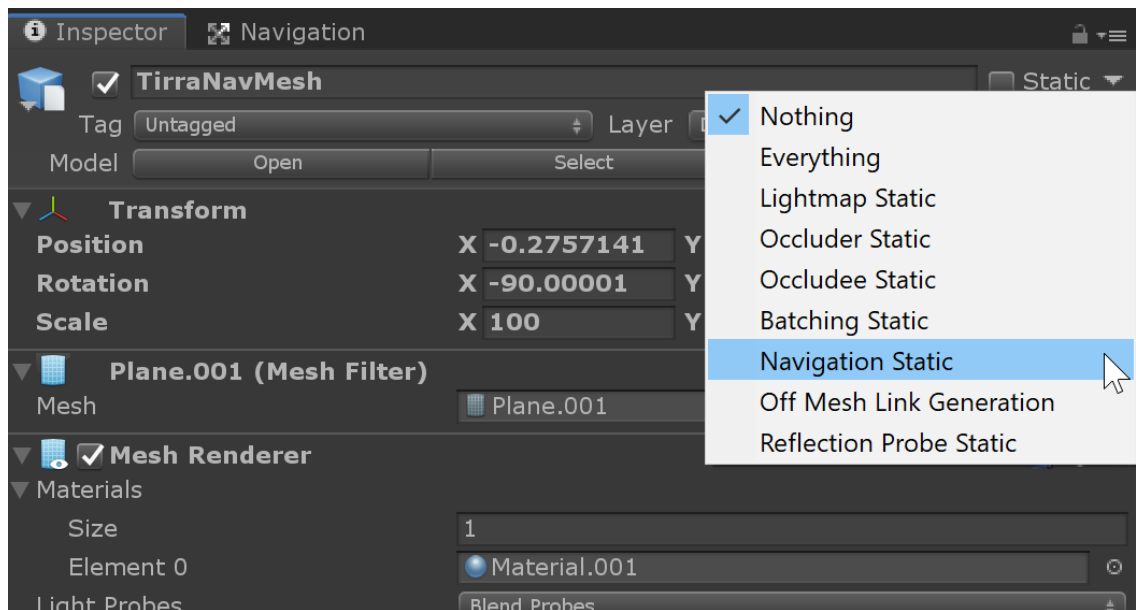 Inspector Navigation
TirraNavMesh Static
Tag Untagged Layer
Model Open Select
Nothing
Everything
Lightmap Static
Occluder Static
Occludee Static
Batching Static
Navigation Static
Off Mesh Link Generation
Reflection Probe Static
Transform
Position X -0.2757141 Y
Rotation X -90.00001 Y
Scale X 100 Y
Plane.001 (Mesh Filter)
Mesh Plane.001
Mesh Renderer
Materials
Size 1
Element 0 Material.001
Light Probes Blend Probes